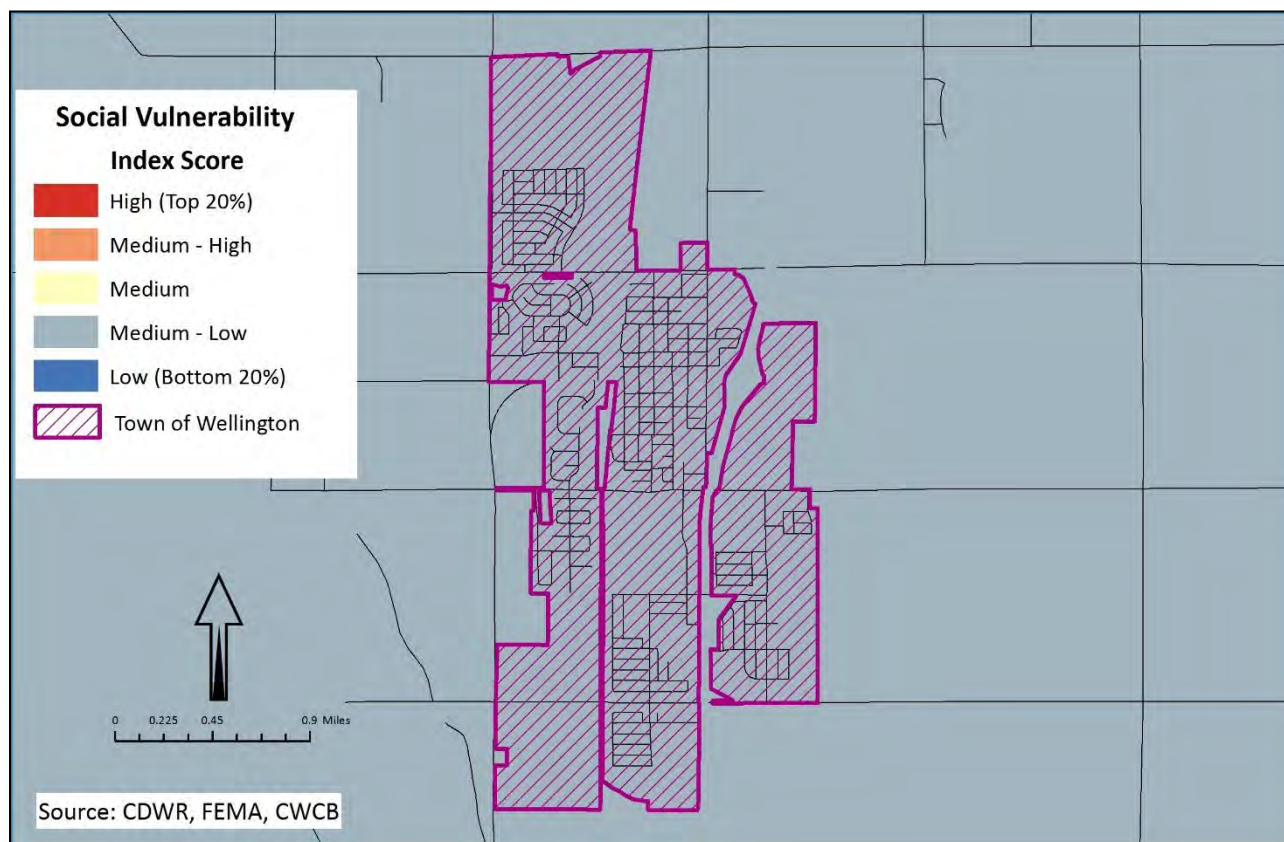 Social Vulnerability
Index Score
High (Top 20%)
Medium - High
Medium
Medium - Low
Low (Bottom 20%)
Town of Wellington
0 0.225 0.45 0.9 Miles
Source: CDWR, FEMA, CWCB